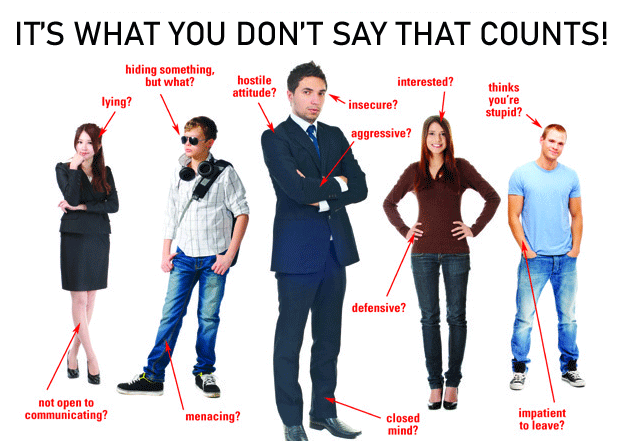 IT'S WHAT YOU DON'T SAY THAT COUNTS!
lying?
hiding something,
but what?
hostile
attitude?
insecure?
aggressive?
interested?
thinks
you're
stupid?
defensive?
not open to
communicating?
menacing?
closed
mind?
impatient
to leave?